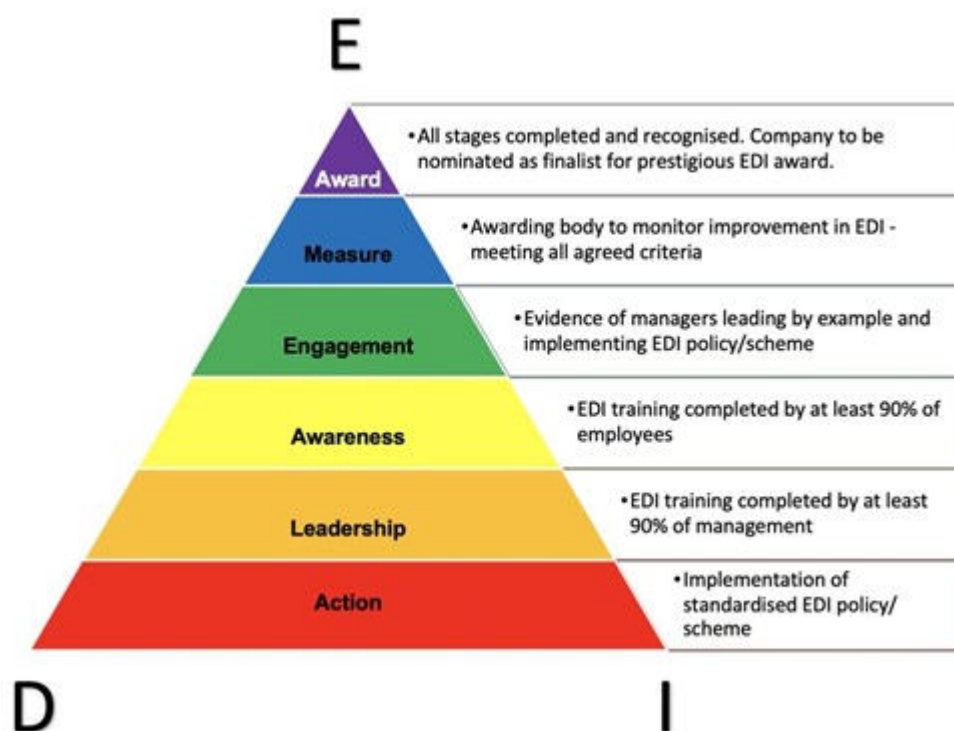 E
Award
•All stages completed and recognised. Company to be
nominated as finalist for prestigious EDI award.
Measure
•Awarding body to monitor improvement in EDI -
meeting all agreed criteria
Engagement
•Evidence of managers leading by example and
implementing EDI policy/scheme
Awareness
•EDI training completed by at least 90% of
employees
Leadership
•EDI training completed by at least
90% of management
Action
•Implementation of
standardised EDI policy/
scheme
D
I